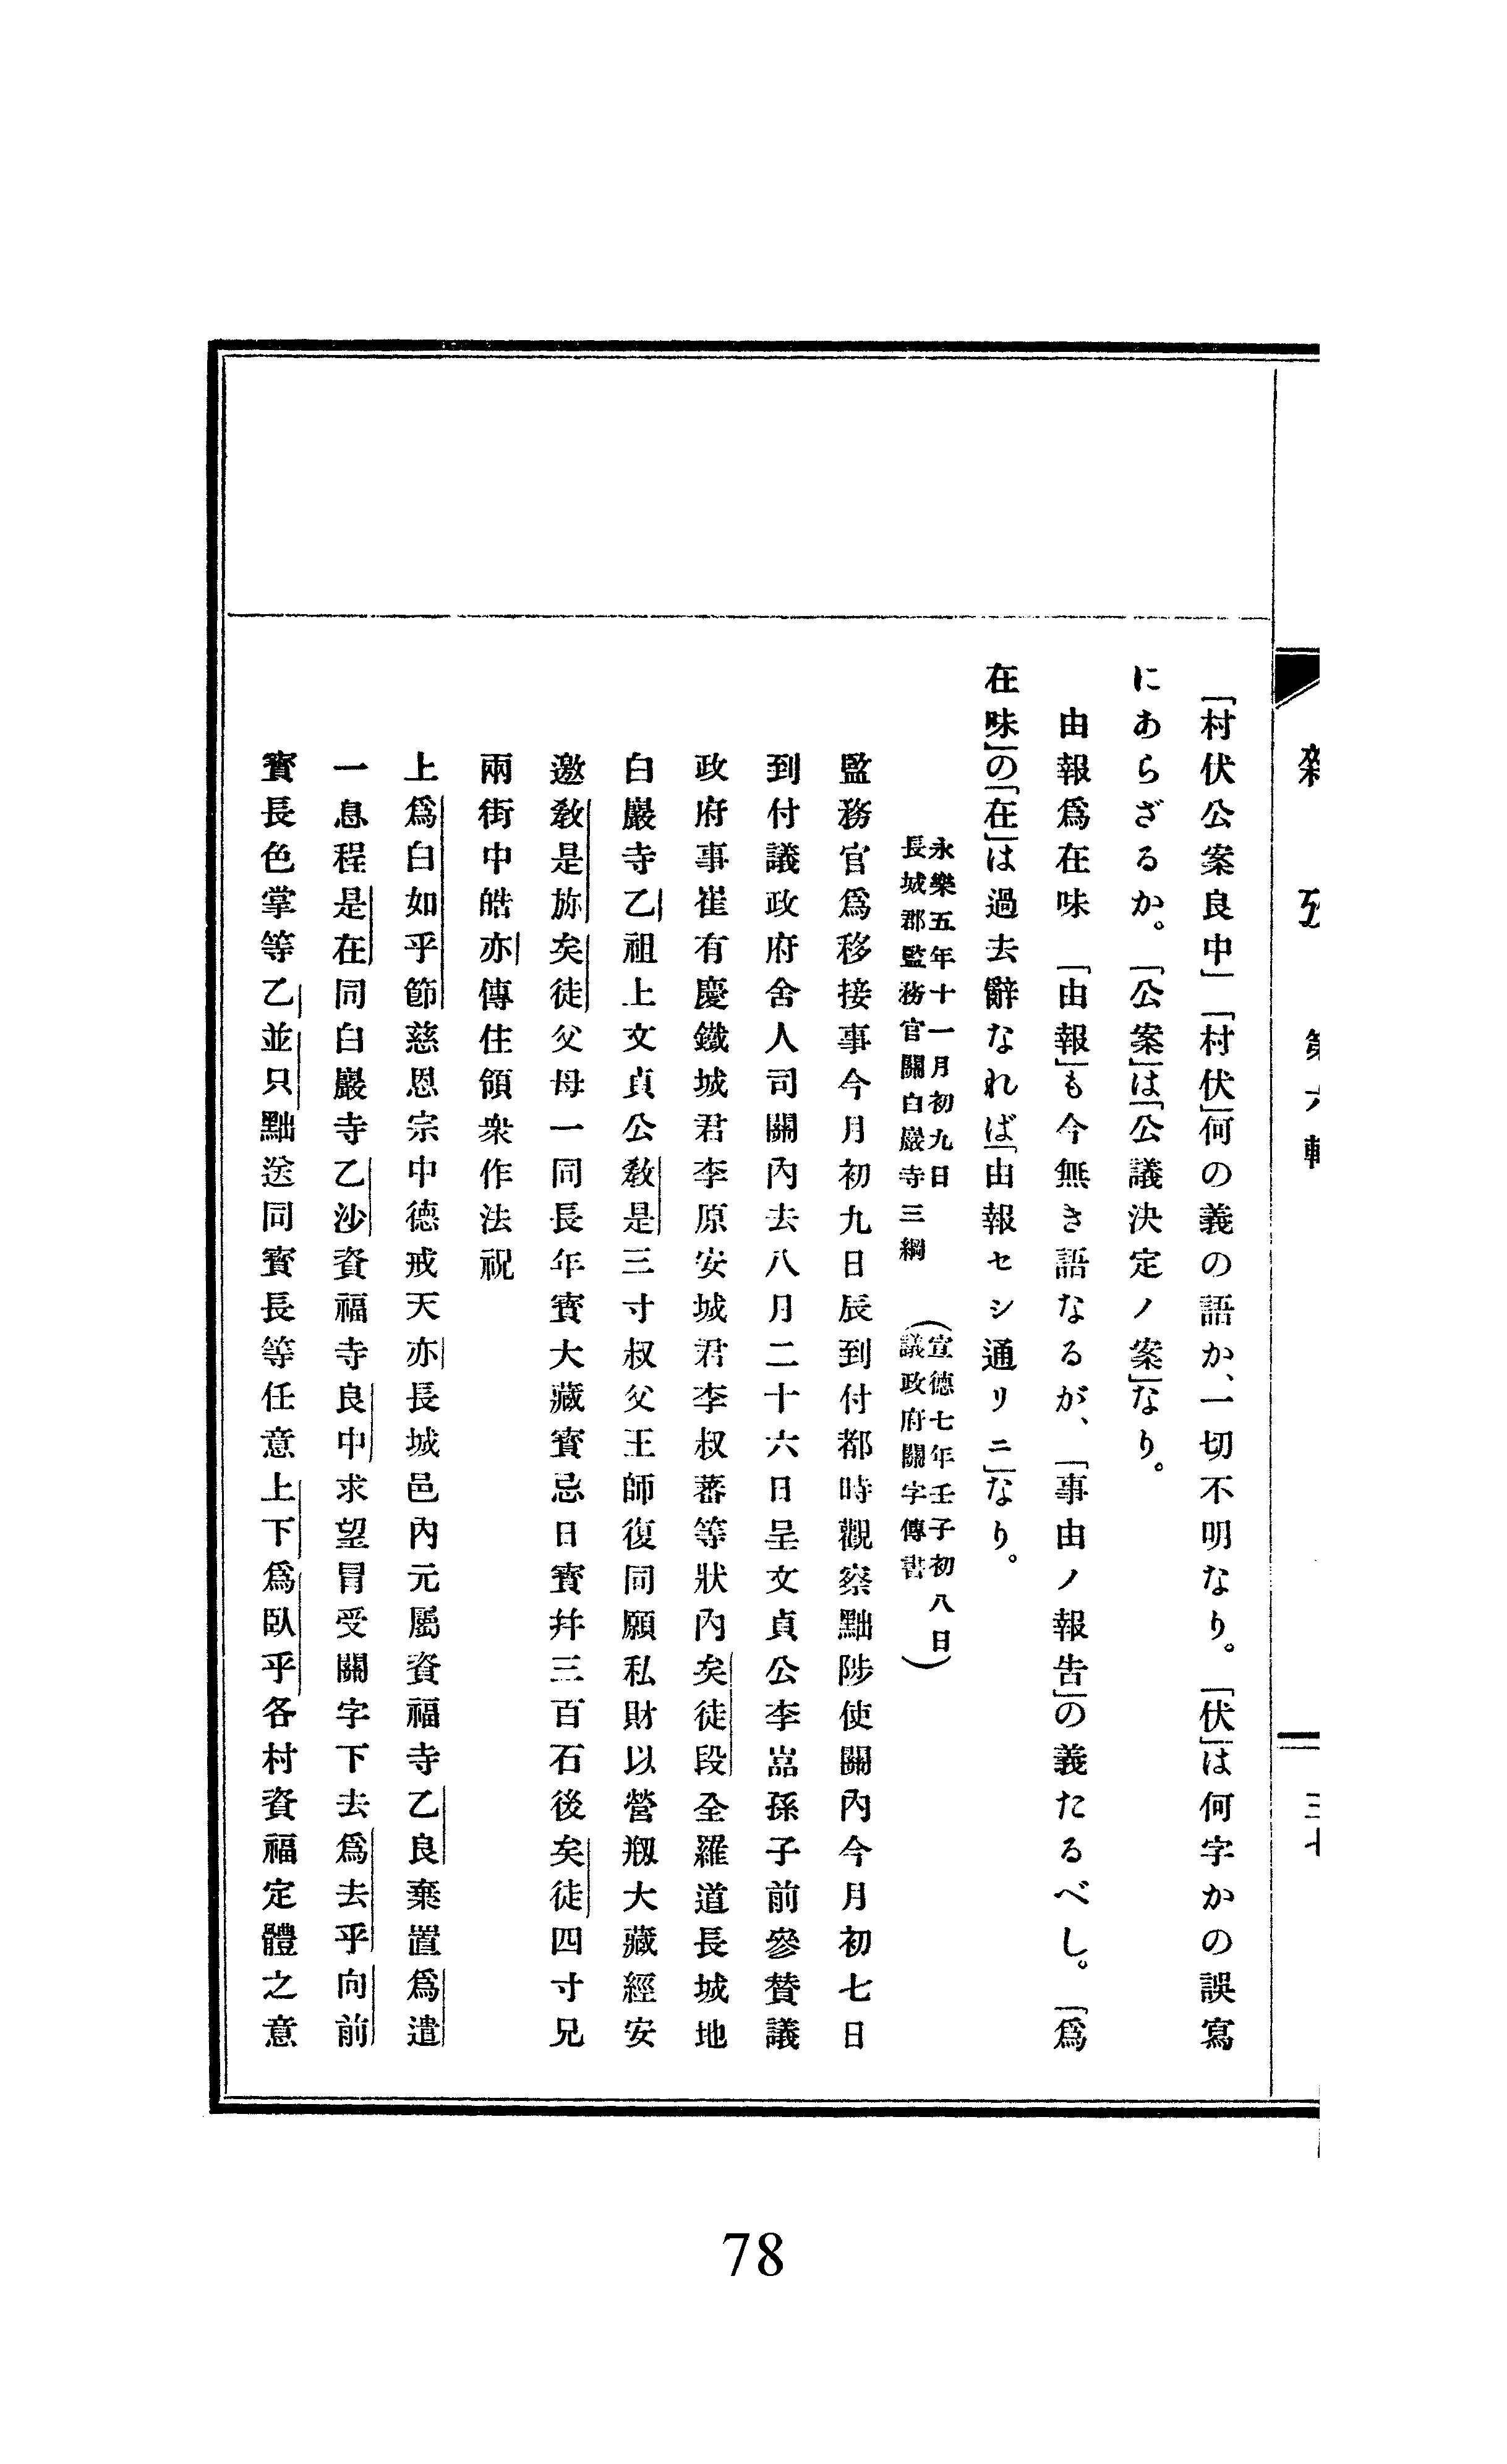 雜攷 第六輯 三七
「村伏公案良中」「村伏」何の義の語か、一切不明なり。「伏」は何字かの誤寫
にあらざるか。「公案」は「公議決定ノ案」なり。
由報爲在味 「由報」も今無き語なるが、「事由ノ報告」の義たるべし。「爲
在味」の「在」は過去辭なれば「由報セシ通リニ」なり。
永樂五年十一月初九日
長城郡監務官關白巖寺三綱
(宣德七年壬子初八日
議政府關字傳書)
監務官爲移接事今月初九日辰到付都時觀察黜陟使關內今月初七日
到付議政府舍人司關內去八月二十六日呈文貞公李嵓孫子前參贊議
政府事崔有慶鐵城君李原安城君李叔蕃等狀內矣徒段全羅道長城地
白巖寺乙祖上文貞公敎是三寸叔父王師復同願私財以營刱大藏經安
邀敎是旀矣徒父母一同長年寶大藏寶忌日寶幷三百石後矣徒四寸兄
兩街中皓亦傳住領衆作法祝
上爲白如乎節慈恩宗中德戒天亦長城邑內元屬資福寺乙良棄置爲遣
一息程是在同白巖寺乙沙資福寺良中求望冒受關字下去爲去乎向前
寶長色掌等乙並只黜送同寶長等任意上下爲臥乎各村資福定體之意
78